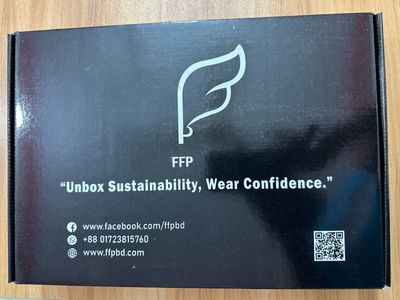 FFP
“Unbox Sustainability, Wear Confidence.”
www.facebook.com/ffpbd
+88 01723815760
www.ffpbd.com